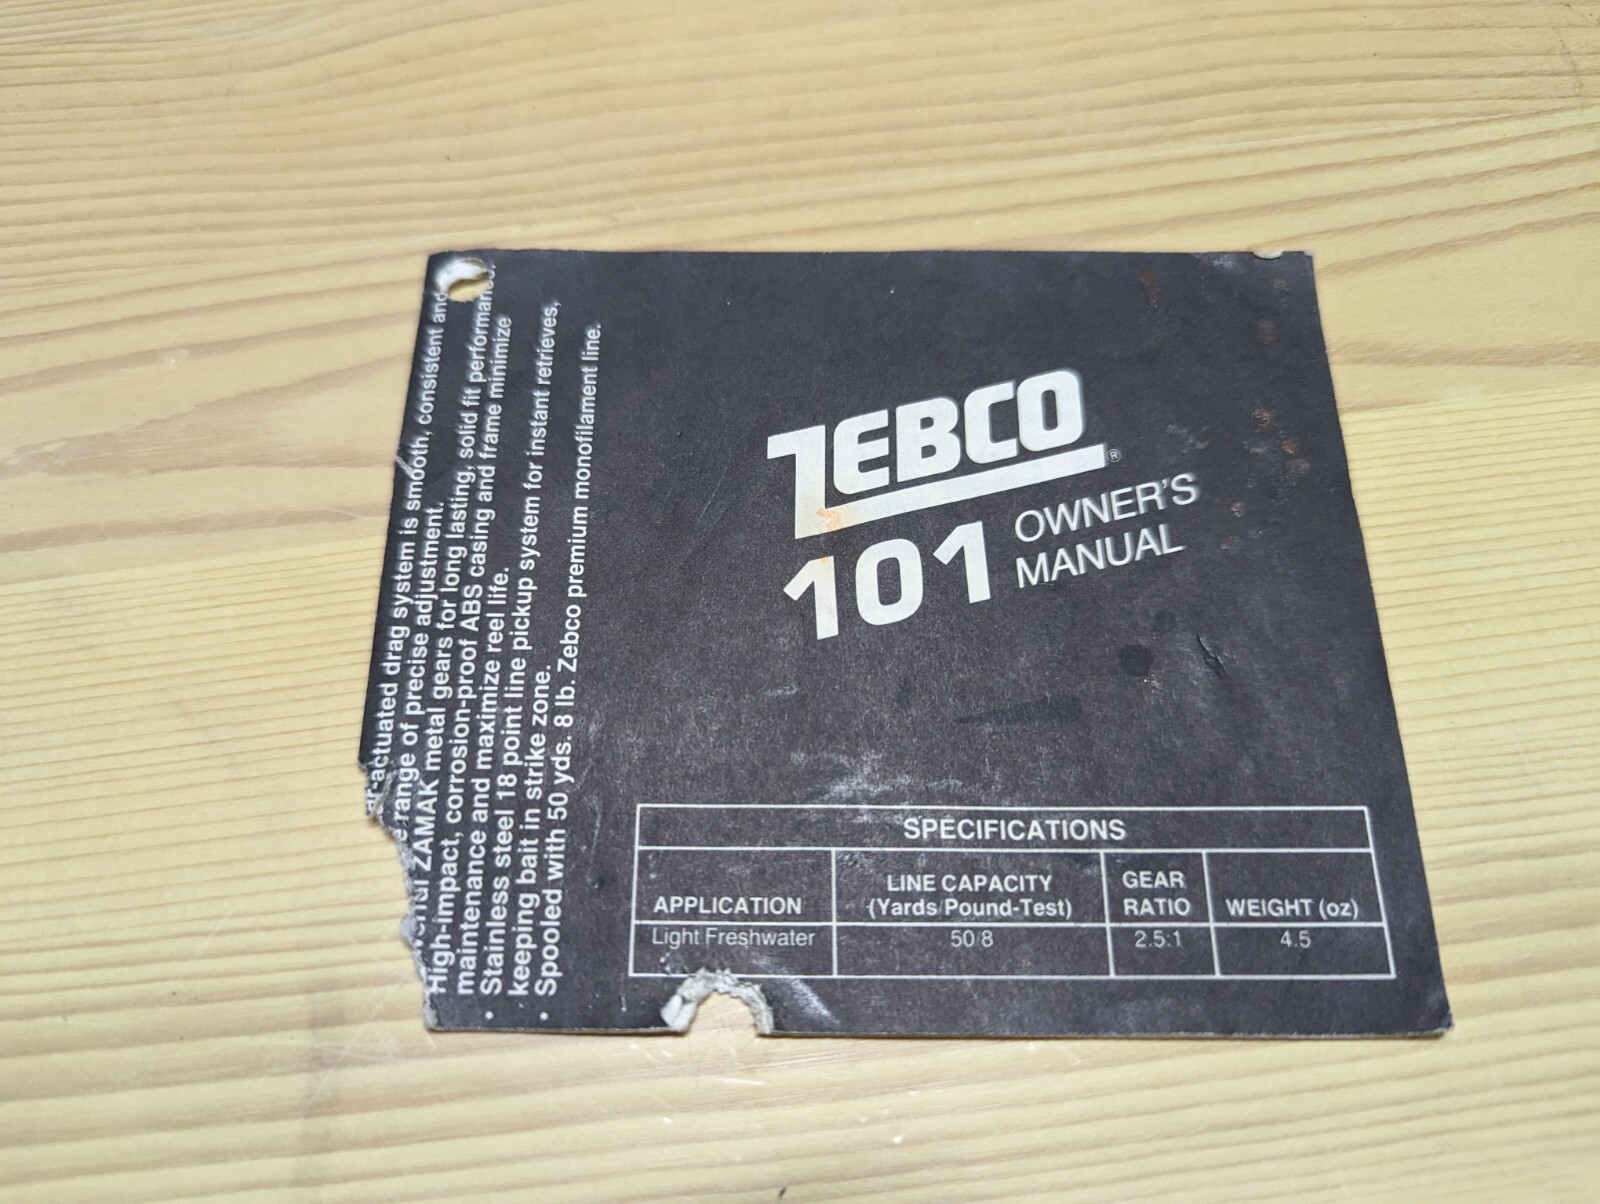 ZEBCO®
101 OWNER'S
MANUAL
SPECIFICATIONS
APPLICATION
LINE CAPACITY
(Yards/Pound-Test)
GEAR
RATIO
WEIGHT (oz)
Light Freshwater
50/8
2.5:1
4.5
actuated drag system is smooth, consistent and
range of precise adjustment.
ZAMAK metal gears for long lasting, solid fit performance.
High-impact, corrosion-proof ABS casing and frame minimize
maintenance and maximize reel life.
• Stainless steel 18 point line pickup system for instant retrieves,
keeping bait in strike zone.
• Spooled with 50 yds. 8 lb. Zebco premium monofilament line.